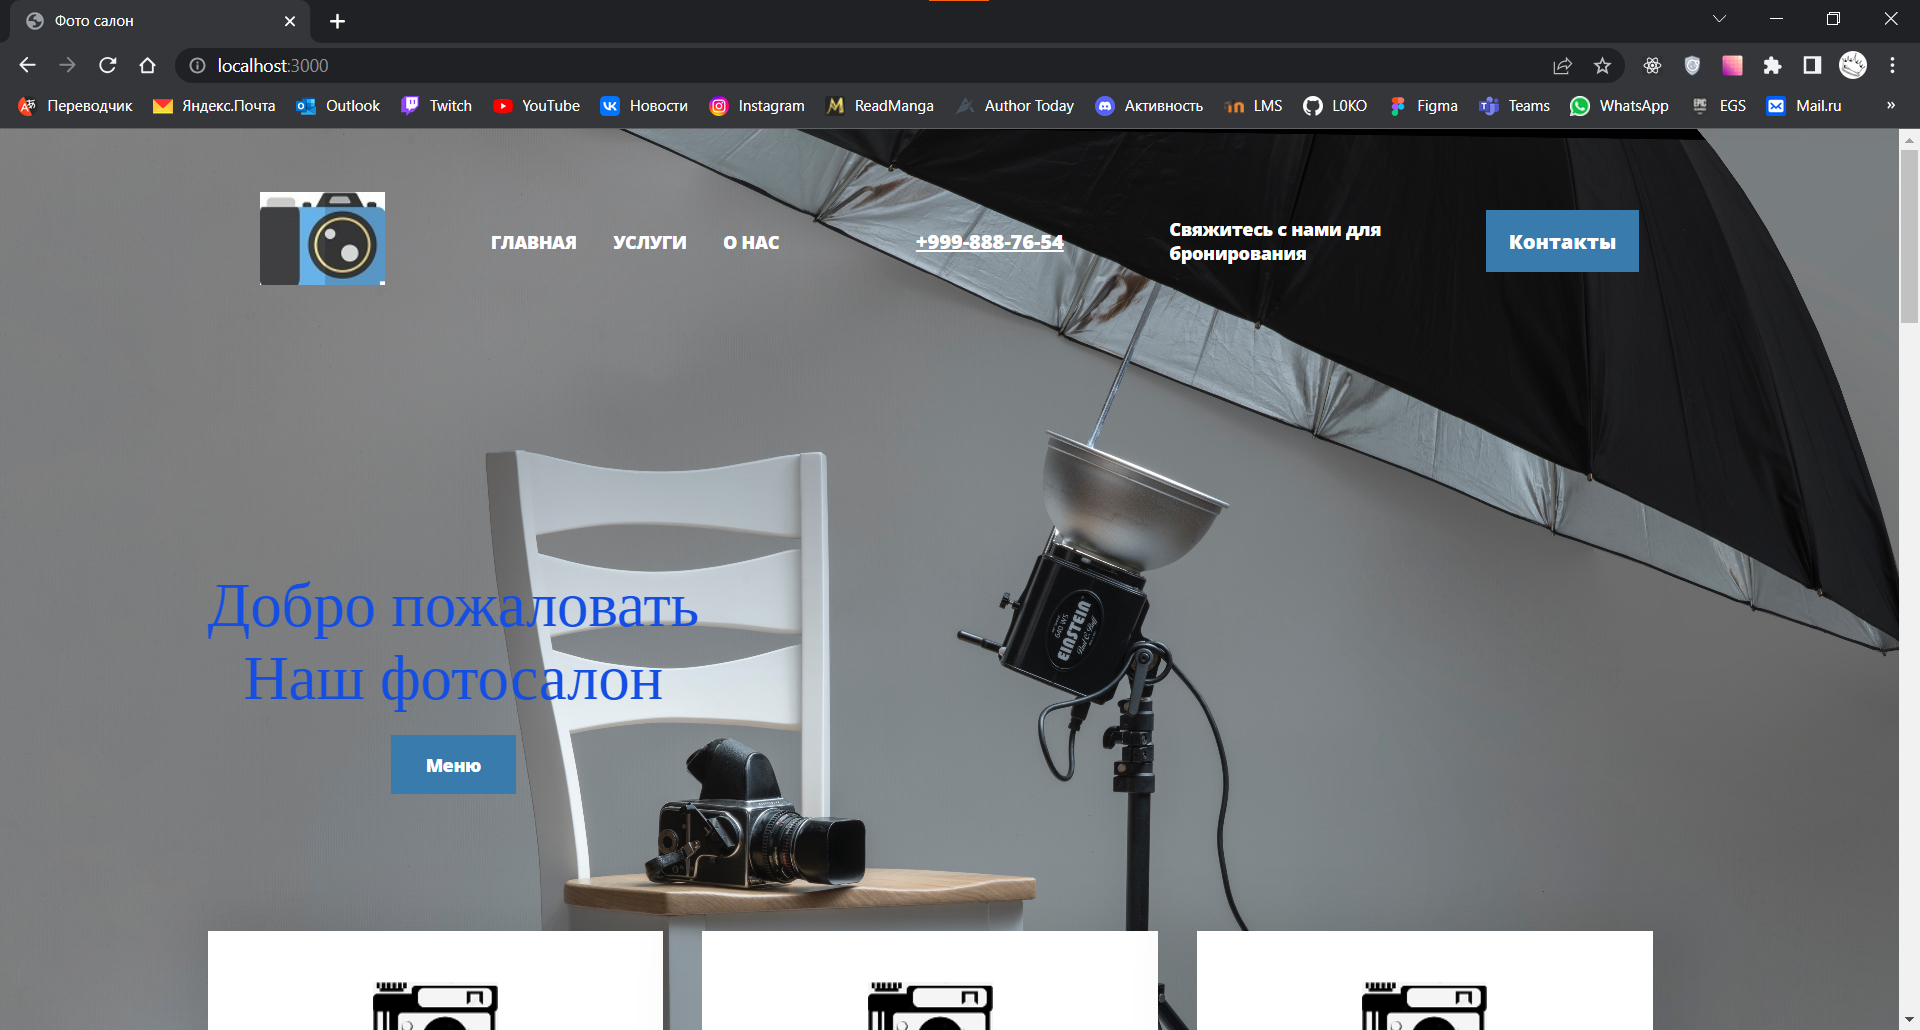 Фото салон
localhost:3000
Переводчик Яндекс.Почта Outlook Twitch YouTube Новости Instagram ReadManga Author Today Активность LMS L0KO Figma Teams WhatsApp EGS Mail.ru »
ГЛАВНАЯ УСЛУГИ О НАС +999-888-76-54 Свяжитесь с нами для
бронирования
Контакты
Добро пожаловать
Наш фотосалон
Меню
EINSTEIN
640 WS